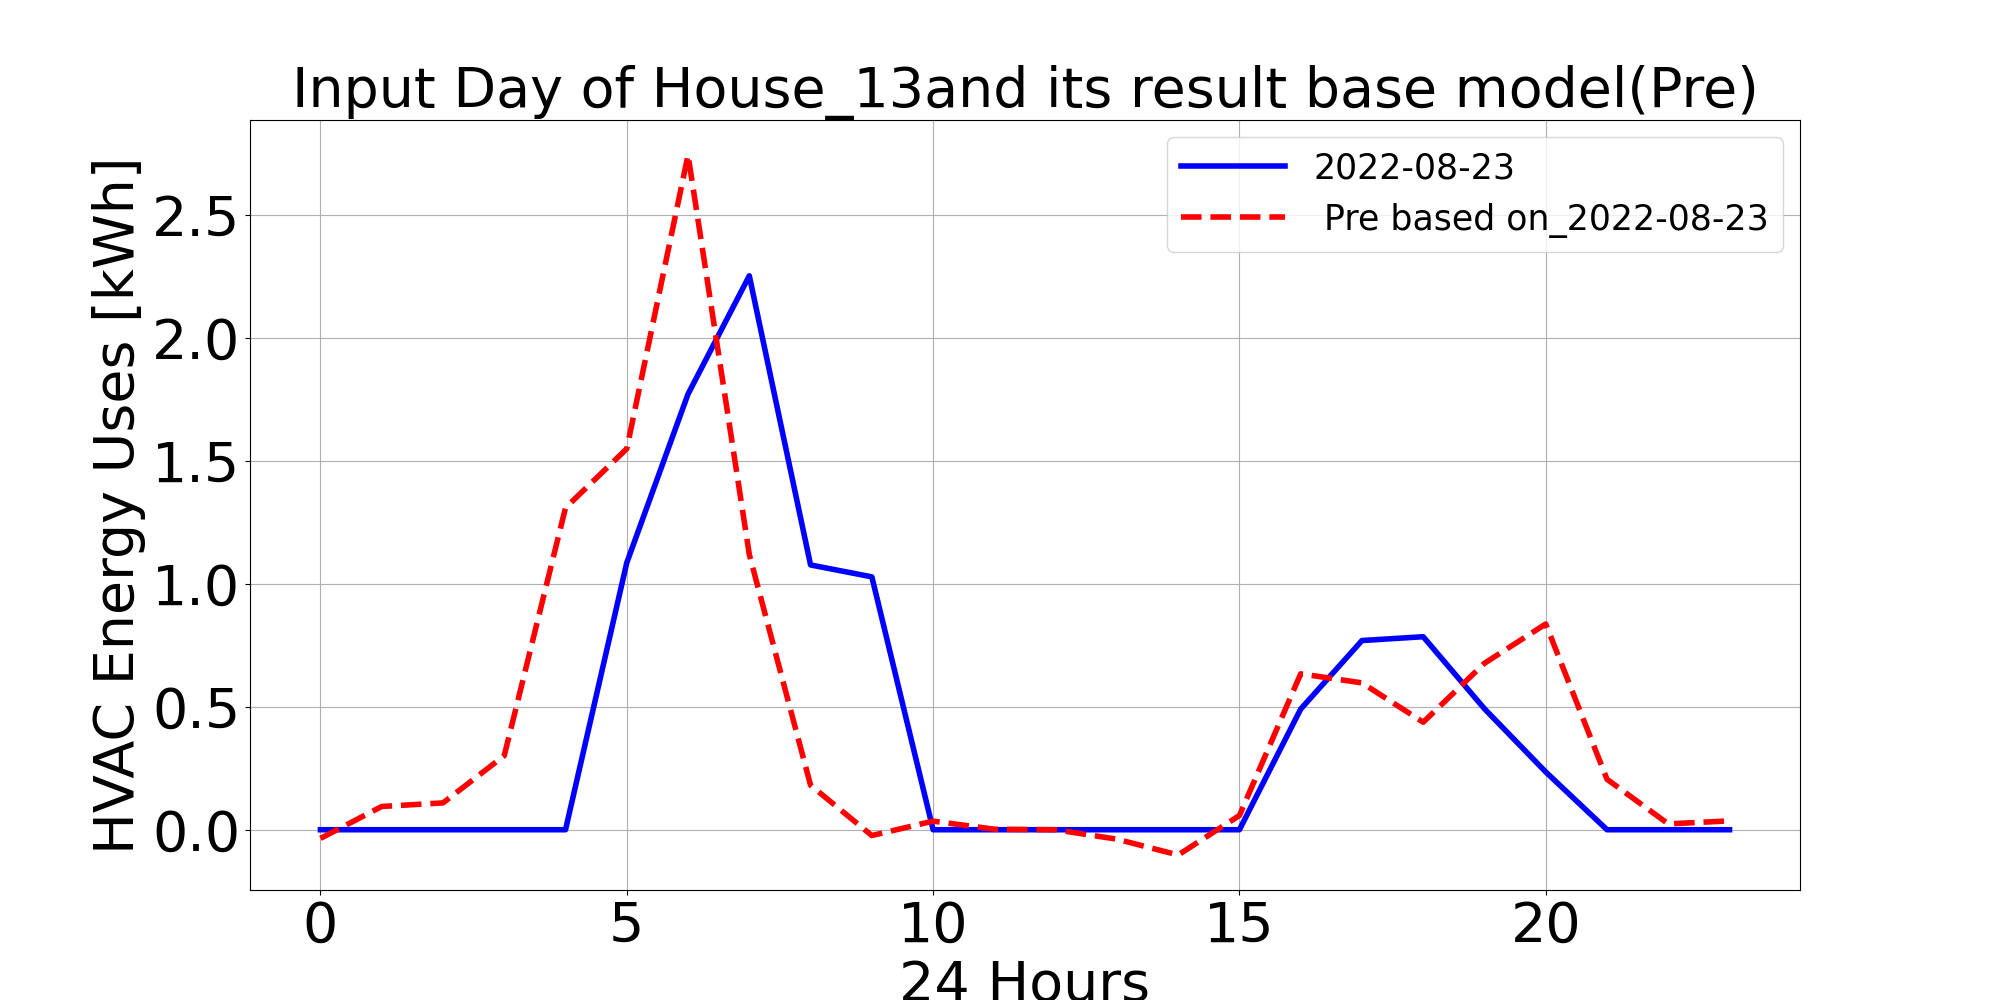 Input Day of House_13and its result base model(Pre)
HVAC Energy Uses [kWh]
2.5
2.0
1.5
1.0
0.5
0.0
2022-08-23
Pre based on_2022-08-23
0 5 10 15 20
24 Hours